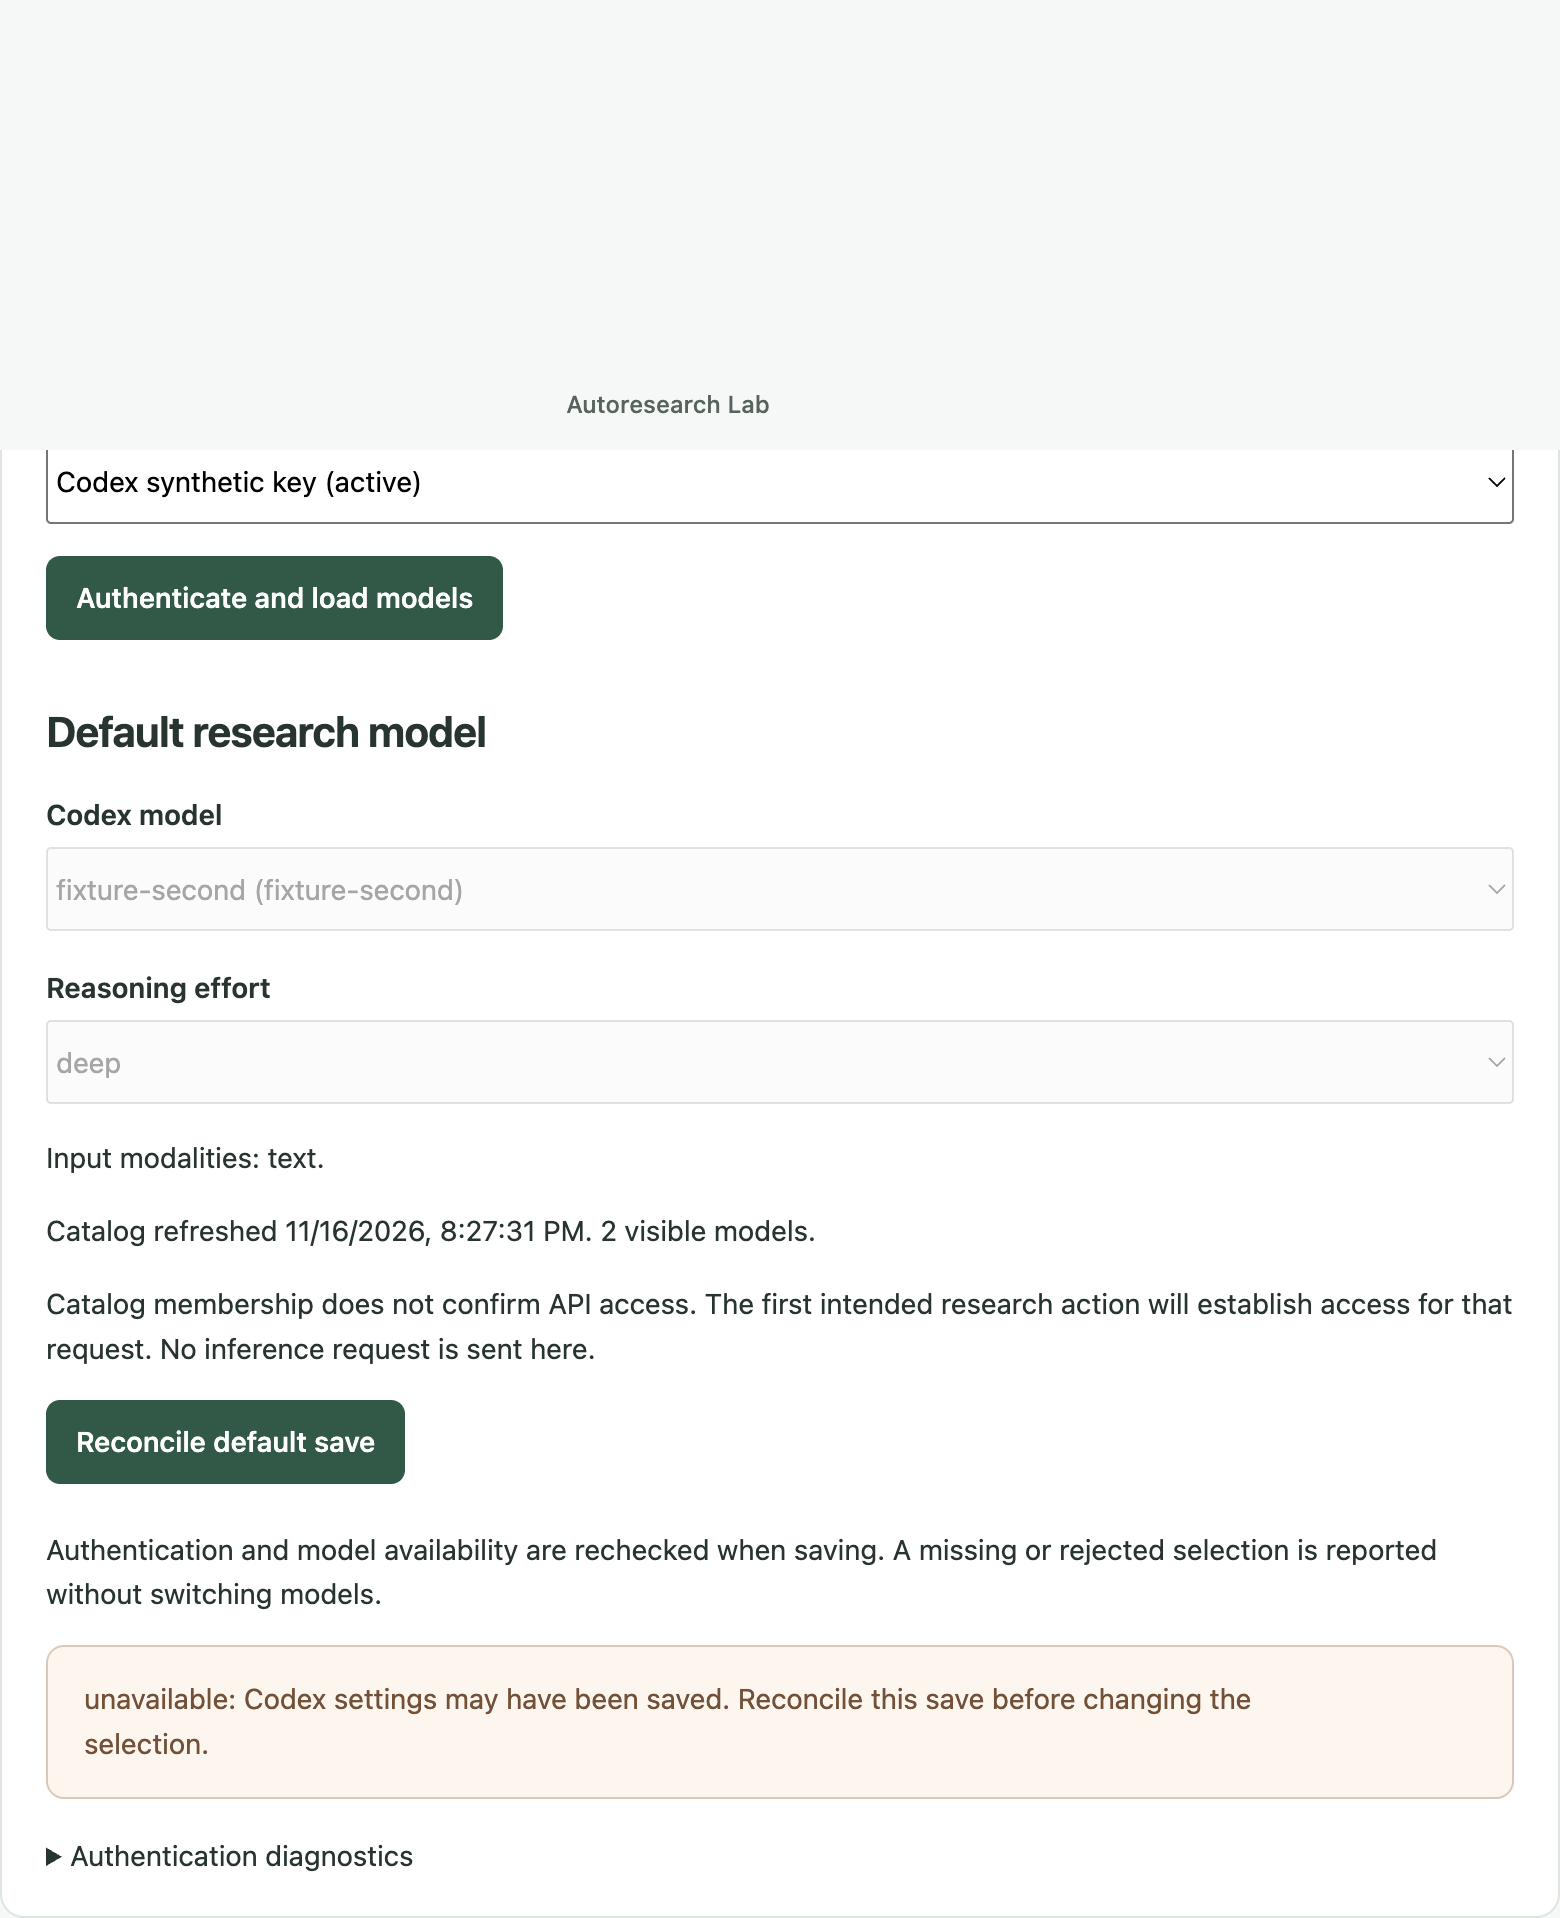 Autoresearch Lab
Codex synthetic key (active)
Authenticate and load models
Default research model
Codex model
fixture-second (fixture-second)
Reasoning effort
deep
Input modalities: text.
Catalog refreshed 11/16/2026, 8:27:31 PM. 2 visible models.
Catalog membership does not confirm API access. The first intended research action will establish access for that
request. No inference request is sent here.
Reconcile default save
Authentication and model availability are rechecked when saving. A missing or rejected selection is reported
without switching models.
unavailable: Codex settings may have been saved. Reconcile this save before changing the
selection.
Authentication diagnostics